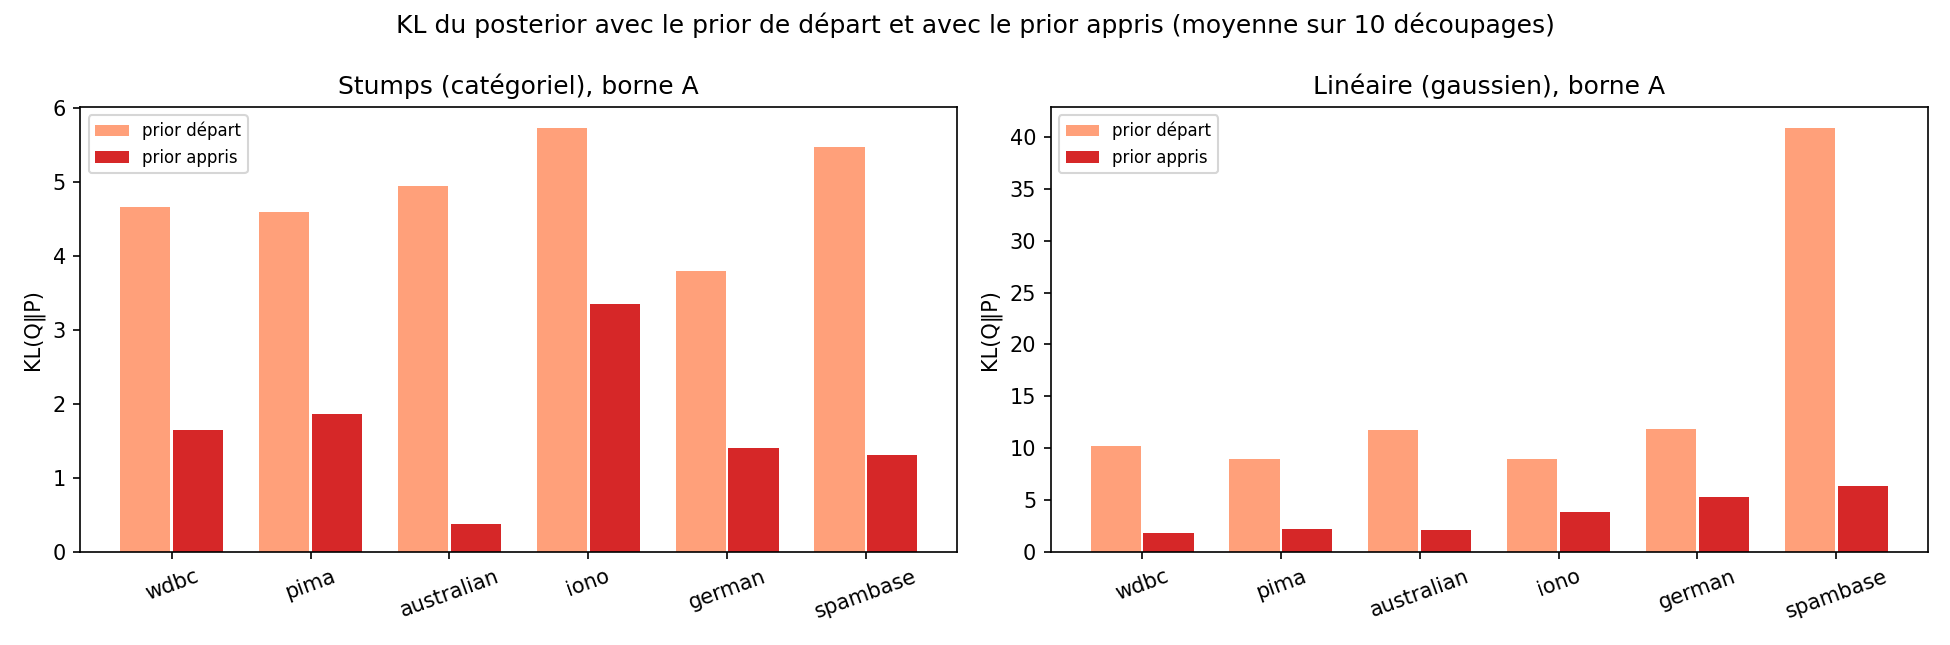 KL du posterior avec le prior de départ et avec le prior appris (moyenne sur 10 découpages)
Stumps (catégoriel), borne A
prior départ
prior appris
KL(Q‖P)
6
5
4
3
2
1
0
wdbc
pima
australian
iono
german
spambase
Linéaire (gaussien), borne A
prior départ
prior appris
KL(Q‖P)
40
35
30
25
20
15
10
5
0
wdbc
pima
australian
iono
german
spambase